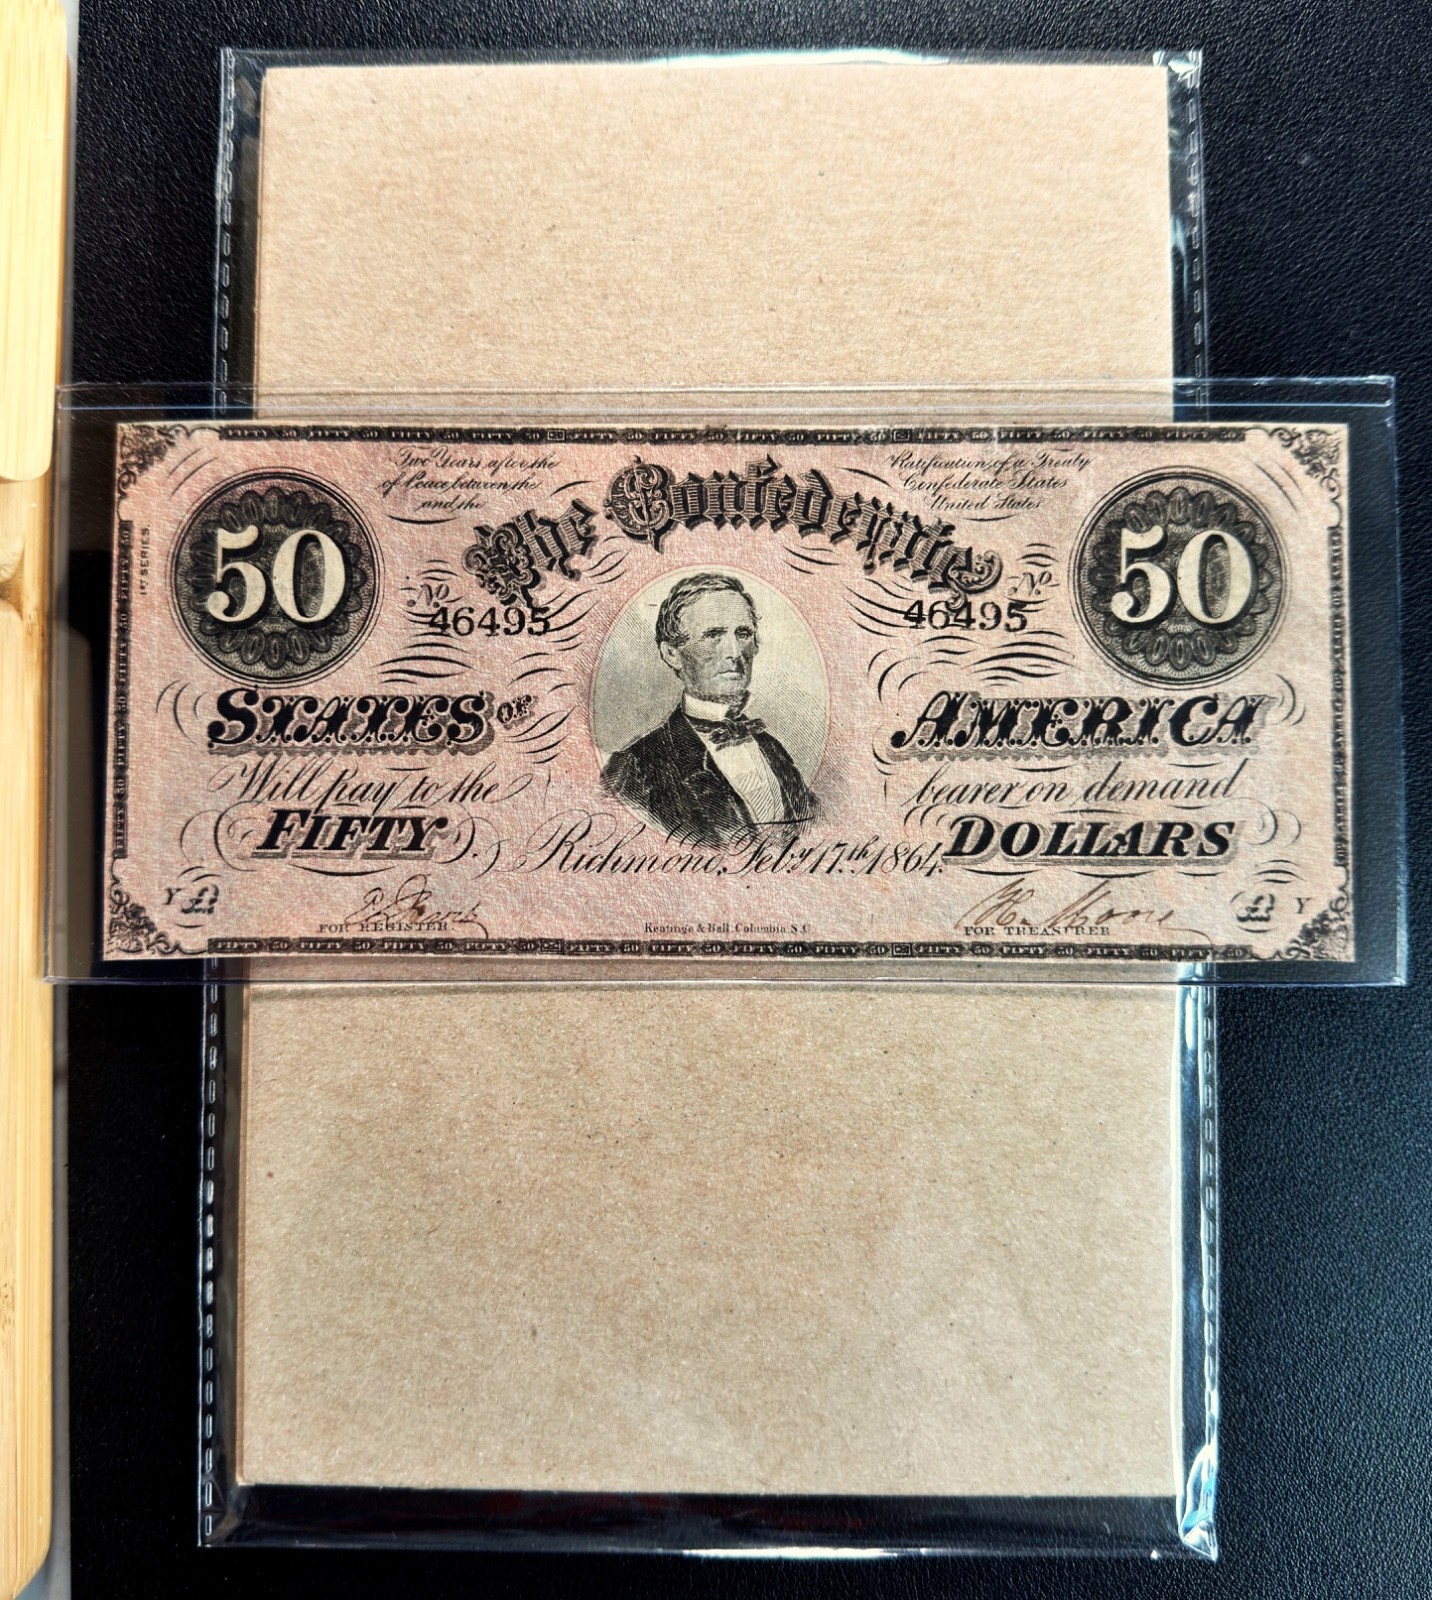 Two Years after the Ratification of a Treaty
of Peace between the Confederate States
and the United States
The Confederate
50 50
1ST SERIES.
No. 46495 No. 46495
STATES OF AMERICA
Will pay to the bearer on demand
FIFTY DOLLARS
Richmond, Feby. 17th. 1864.
Y Y
FOR REGISTER. Keatinge & Ball, Columbia, S.C. FOR TREASURER